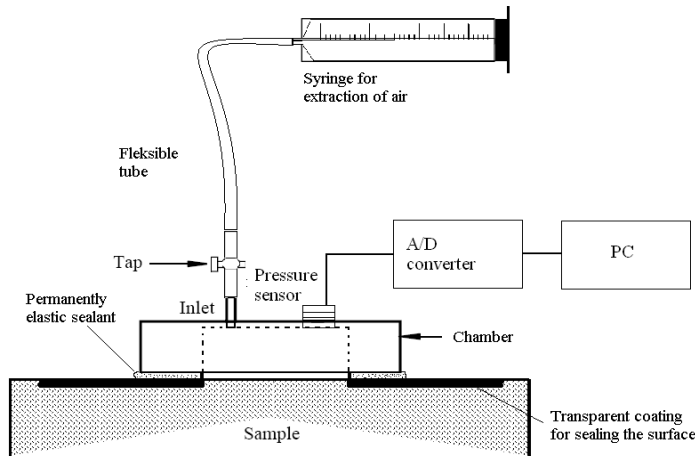 Syringe for
extraction of air
Fleksible
tube
A/D
converter
PC
Tap
Pressure
sensor
Permanently
elastic sealant
Inlet
Chamber
Transparent coating
for sealing the surface
Sample